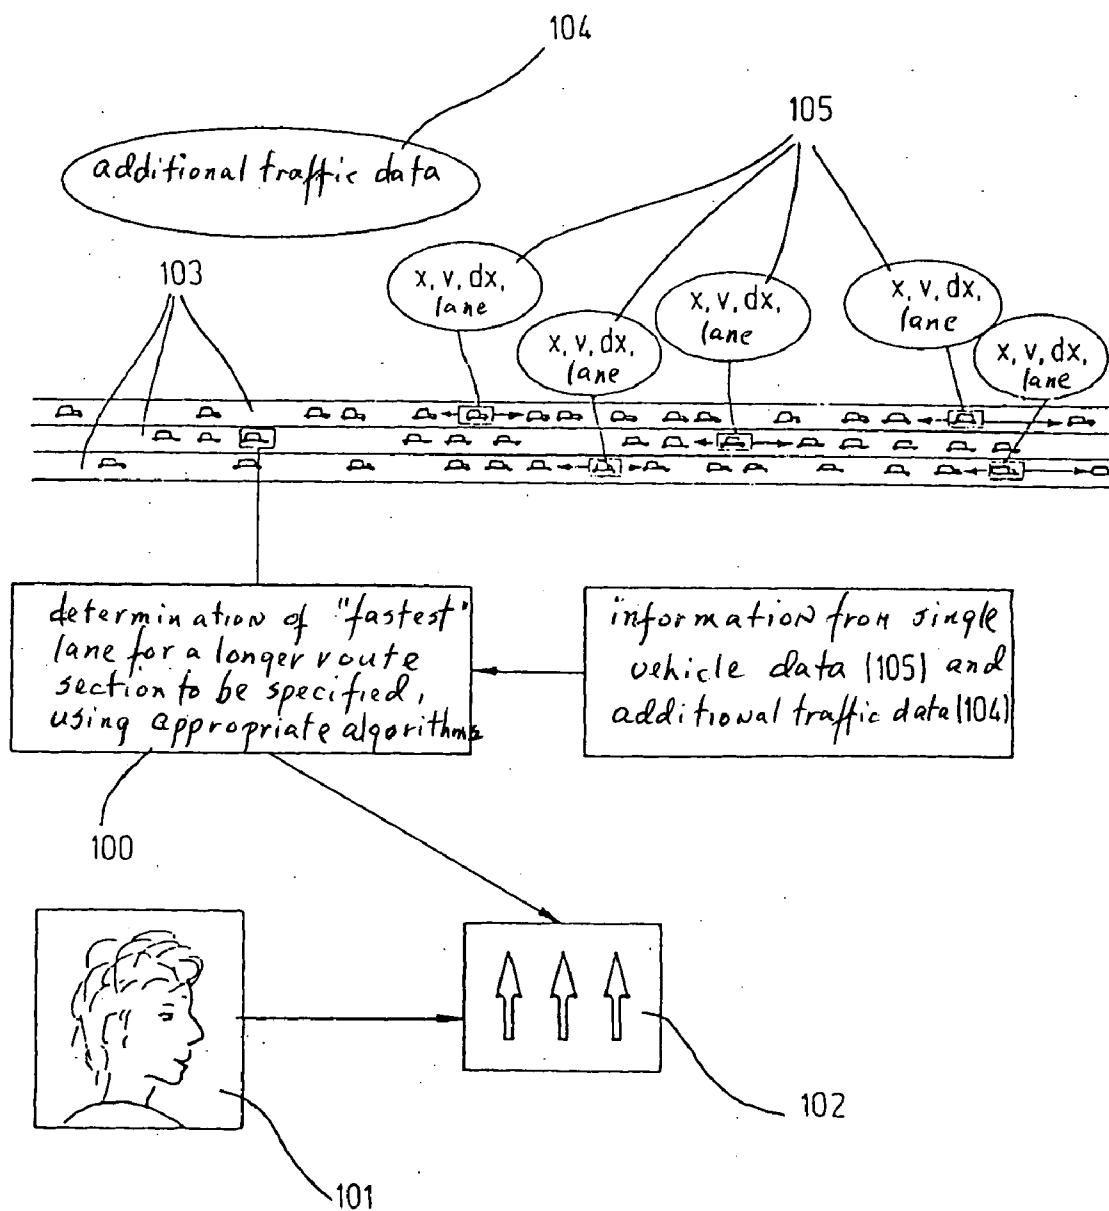 104
105
additional traffic data
103
x, v, dx,
lane
x, v, dx,
lane
x, v, dx,
lane
x, v, dx,
lane
x, v, dx,
lane
determination of "fastest"
lane for a longer route
section to be specified,
using appropriate algorithms
information from single
vehicle data (105) and
additional traffic data (104)
100
102
101